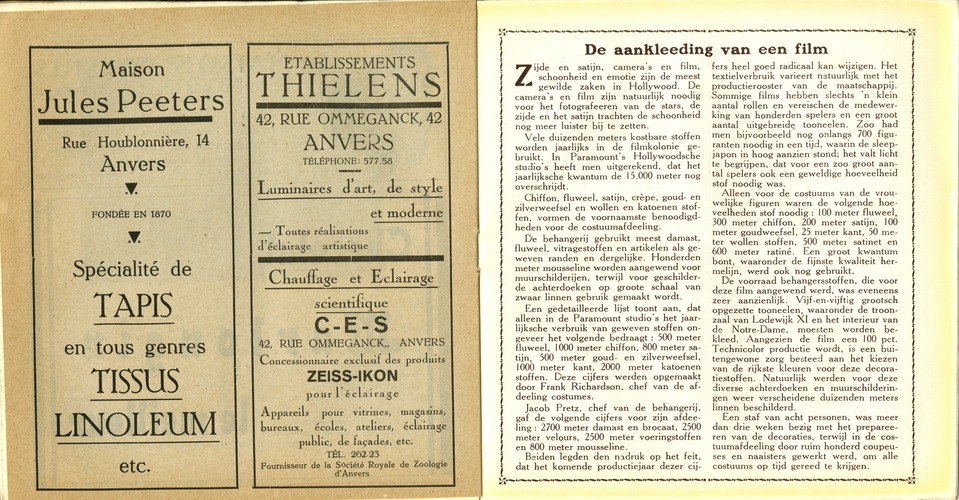 Maison
Jules Peeters
Rue Houblonnière, 14
Anvers
FONDÉE EN 1870
Spécialité de
TAPIS
en tous genres
TISSUS
LINOLEUM
etc.
ETABLISSEMENTS
THIELENS
42, RUE OMMEGANCK, 42
ANVERS
TÉLÉPHONE: 577.58
Luminaires d'art, de style
et moderne
— Toutes réalisations
d'éclairage artistique
Chauffage et Eclairage
scientifique
C-E-S
42, RUE OMMEGANCK,, ANVERS
Concessionnaire exclusif des produits
ZEISS-IKON
pour l'éclairage
Appareils pour vitrines, magasins,
bureaux, écoles, ateliers, éclairage
public, de façades, etc.
TÉL. 262-23
Fournisseur de la Société Royale de Zoologie
d'Anvers
De aankleeding van een film
Zijde en satijn, camera's en film,
schoonheid en emotie zijn de meest
gewilde zaken in Hollywood. De
camera's en film zijn natuurlijk noodig
voor het fotografeeren van de stars, de
zijde en het satijn trachten de schoonheid
nog meer luister bij te zetten.
Vele duizenden meters kostbare stoffen
worden jaarlijks in de filmkolonie ge-
bruikt. In Paramount's Hollywoodsche
studio's heeft men uitgerekend, dat het
jaarlijksche kwantum de 15.000 meter nog
overschrijdt.
Chiffon, fluweel, satijn, crèpe, goud- en
zilverweefsel en wollen en katoenen stof-
fen, vormen de voornaamste benoodigd-
heden voor de costuumafdeeling.
De behangerij gebruikt meest damast,
fluweel, vitragestoffen en artikelen als ge-
weven randen en dergelijke. Honderden
meter mousseline worden aangewend voor
muurschilderijen, terwijl voor geschilder-
de achterdoeken op groote schaal van
zwaar linnen gebruik gemaakt wordt.
Een gedetailleerde lijst toont aan, dat
alleen in de Paramount studio's het jaar-
lijksche verbruik van geweven stoffen on-
geveer het volgende bedraagt : 500 meter
fluweel, 1000 meter chiffon, 800 meter sa-
tijn, 500 meter goud- en zilverweefsel,
1000 meter kant, 2000 meter katoenen
stoffen. Deze cijfers werden opgemaakt
door Frank Richardson, chef van de af-
deeling costumes.
Jacob Pretz, chef van de behangerij,
gaf de volgende cijfers voor zijn afdee-
ling : 2700 meter damast en brocaat, 2500
meter velours, 2500 meter voeringstoffen
en 800 meter mousseline.
Beiden legden den nadruk op het feit,
dat het komende productiejaar dezer cij-
fers heel goed radicaal kan wijzigen. Het
textielverbruik varieert natuurlijk met het
productierooster van de maatschappij.
Sommige films hebben slechts 'n klein
aantal rollen en vereischen de medewer-
king van honderden spelers en een groot
aantal uitgebreide tooneelen. Zoo had
men bijvoorbeeld nog onlangs 700 figu-
ranten noodig in een tijd, waarin de sleep-
japon in hoog aanzien stond; het valt licht
te begrijpen, dat voor een zoo groot aan-
tal spelers ook een geweldige hoeveelheid
stof noodig was.
Alleen voor de costuums van de vrou-
welijke figuren waren de volgende hoe-
veelheden stof noodig : 100 meter fluweel,
300 meter chiffon, 200 meter satijn, 100
meter goudweefsel, 25 meter kant, 50 me-
ter wollen stoffen, 500 meter satinet en
600 meter ratiné. Een groot kwantum
bont, waaronder de fijnste kwaliteit her-
melijn, werd ook nog gebruikt.
De voorraad behangersstoffen, die voor
deze film aangewend werd, was eveneens
zeer aanzienlijk. Vijf-en-vijftig grootsch
opgezette tooneelen, waaronder de troon-
zaal van Lodewijk XI en het interieur van
de Notre-Dame, moesten worden be-
kleed. Aangezien de film een 100 pct.
Technicolor productie wordt, is een bui-
tengewone zorg besteed aan het kiezen
van de rijkste kleuren voor deze decora-
tiestoffen. Natuurlijk werden voor deze
diverse achterdoeken en muurschilderin-
gen weer verscheidene duizenden meters
linnen beschilderd.
Een staf van acht personen, was meer
dan drie weken bezig met het prepare-
ren van de decoraties, terwijl in de cos-
tuumafdeeling door ruim honderd coupeu-
ses en naaisters gewerkt werd, om alle
costuums op tijd gereed te krijgen.